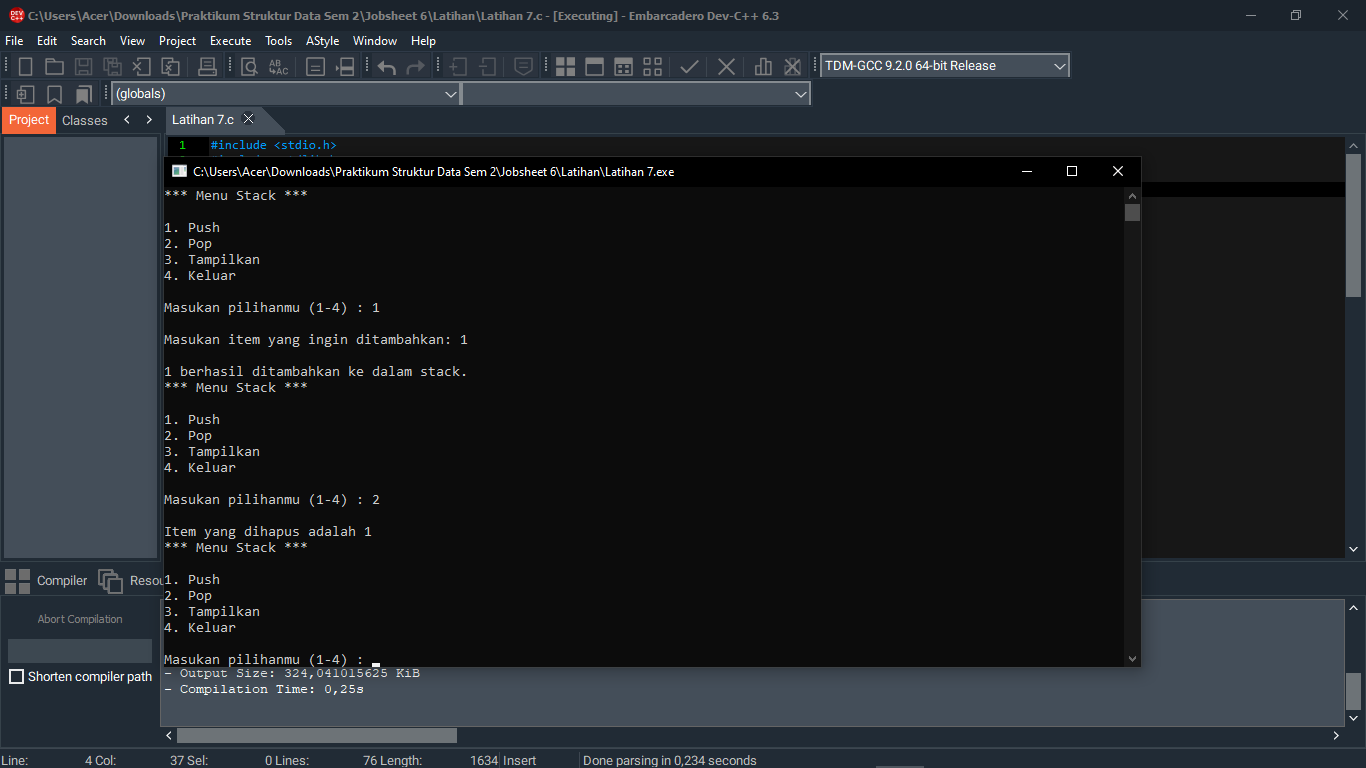 C:\Users\Acer\Downloads\Praktikum Struktur Data Sem 2\Jobsheet 6\Latihan\Latihan 7.c - [Executing] - Embarcadero Dev-C++ 6.3
File Edit Search View Project Execute Tools AStyle Window Help
TDM-GCC 9.2.0 64-bit Release
(globals)
Project Classes Latihan 7.c
1 #include <stdio.h>
C:\Users\Acer\Downloads\Praktikum Struktur Data Sem 2\Jobsheet 6\Latihan\Latihan 7.exe
*** Menu Stack ***
1. Push
2. Pop
3. Tampilkan
4. Keluar
Masukan pilihanmu (1-4) : 1
Masukan item yang ingin ditambahkan: 1
1 berhasil ditambahkan ke dalam stack.
*** Menu Stack ***
1. Push
2. Pop
3. Tampilkan
4. Keluar
Masukan pilihanmu (1-4) : 2
Item yang dihapus adalah 1
*** Menu Stack ***
1. Push
2. Pop
3. Tampilkan
4. Keluar
Masukan pilihanmu (1-4) :
Compiler Resou
Abort Compilation
Shorten compiler path
- Output Size: 324,041015625 KiB
- Compilation Time: 0,25s
Line: 4 Col: 37 Sel: 0 Lines: 76 Length: 1634 Insert Done parsing in 0,234 seconds